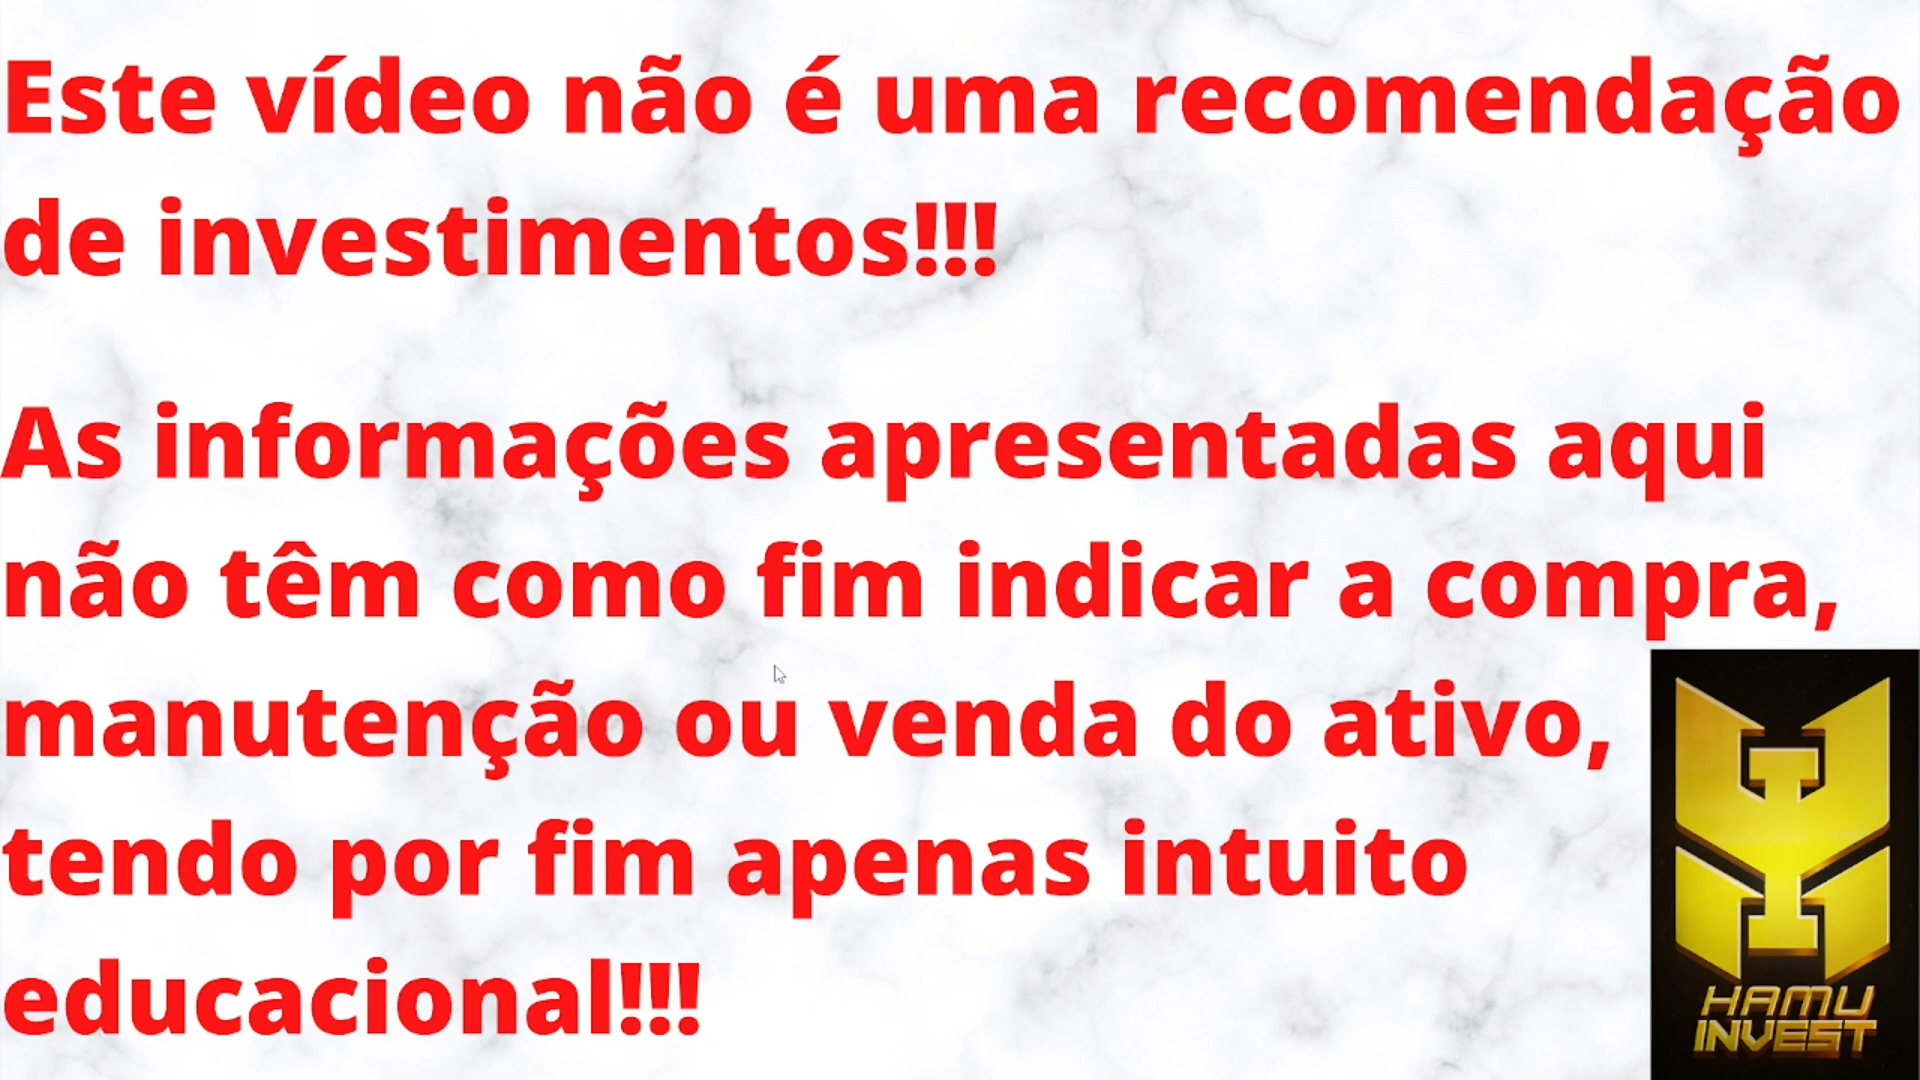 Este vídeo não é uma recomendação
de investimentos!!!
As informações apresentadas aqui
não têm como fim indicar a compra,
manutenção ou venda do ativo,
tendo por fim apenas intuito
educacional!!!
HAMU
INVEST